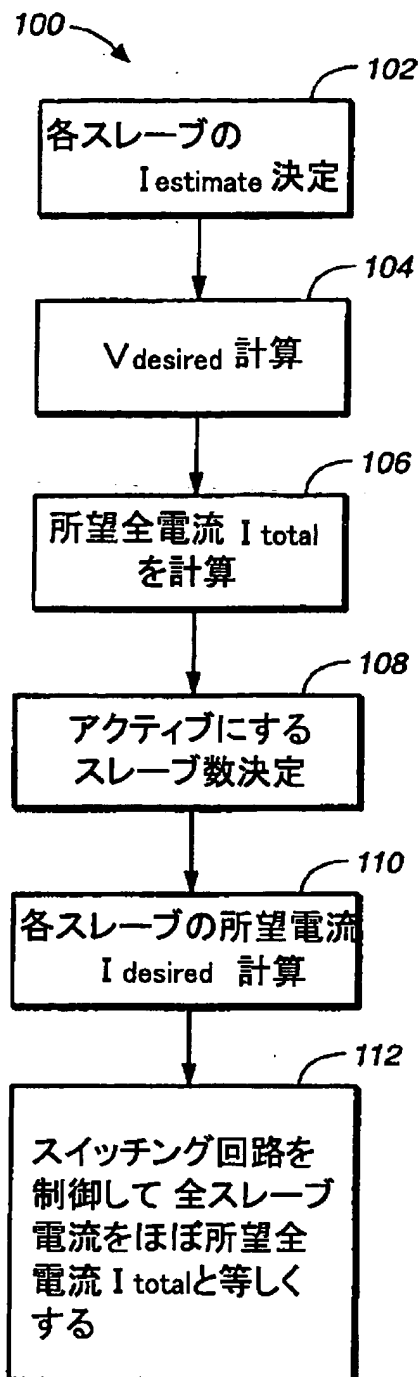 100
102
各スレーブの
Iestimate 決定
104
Vdesired 計算
106
所望全電流 I total
を計算
108
アクティブにする
スレーブ数決定
110
各スレーブの所望電流
I desired 計算
112
スイッチング回路を
制御して 全スレーブ
電流をほぼ所望全
電流 I totalと等しく
する